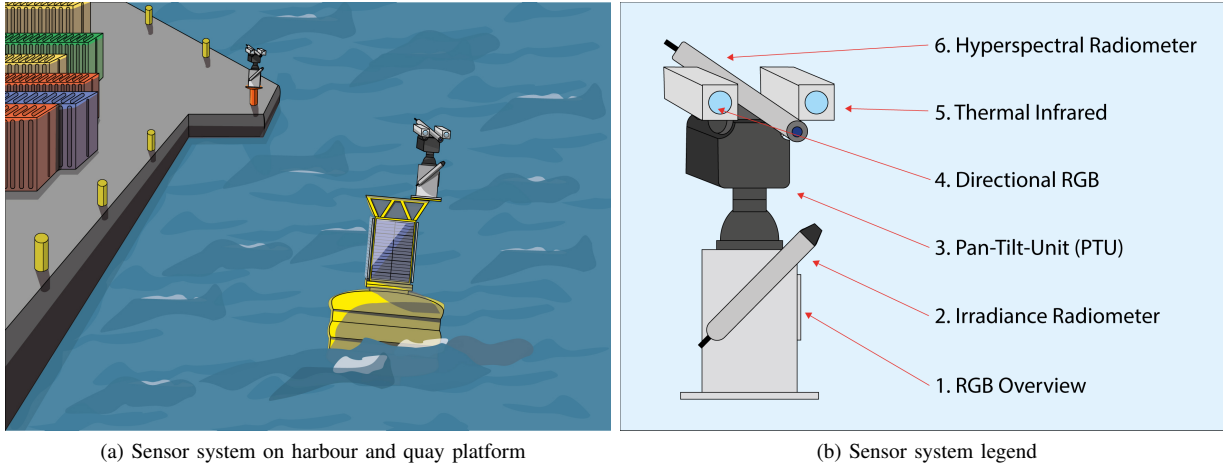 6. Hyperspectral Radiometer
5. Thermal Infrared
4. Directional RGB
3. Pan-Tilt-Unit (PTU)
2. Irradiance Radiometer
1. RGB Overview
(a) Sensor system on harbour and quay platform
(b) Sensor system legend